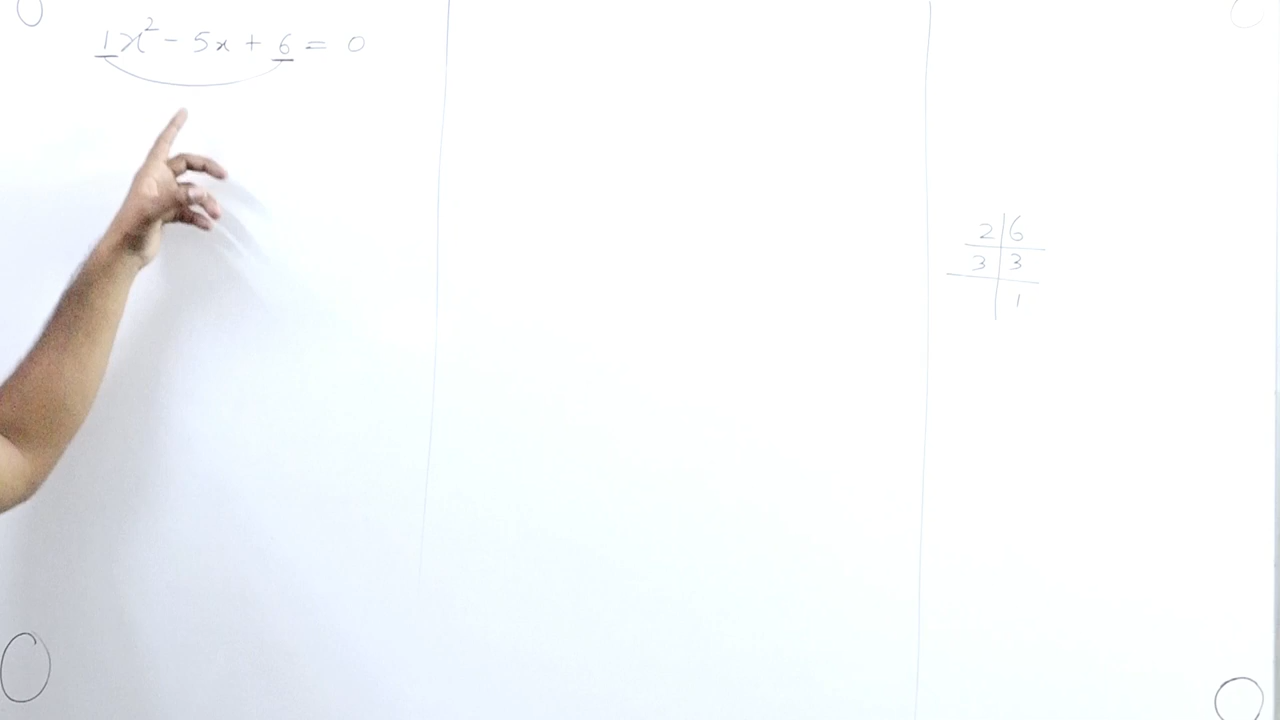 1x² - 5x + 6 = 0
2 | 6
3 | 3
| 1